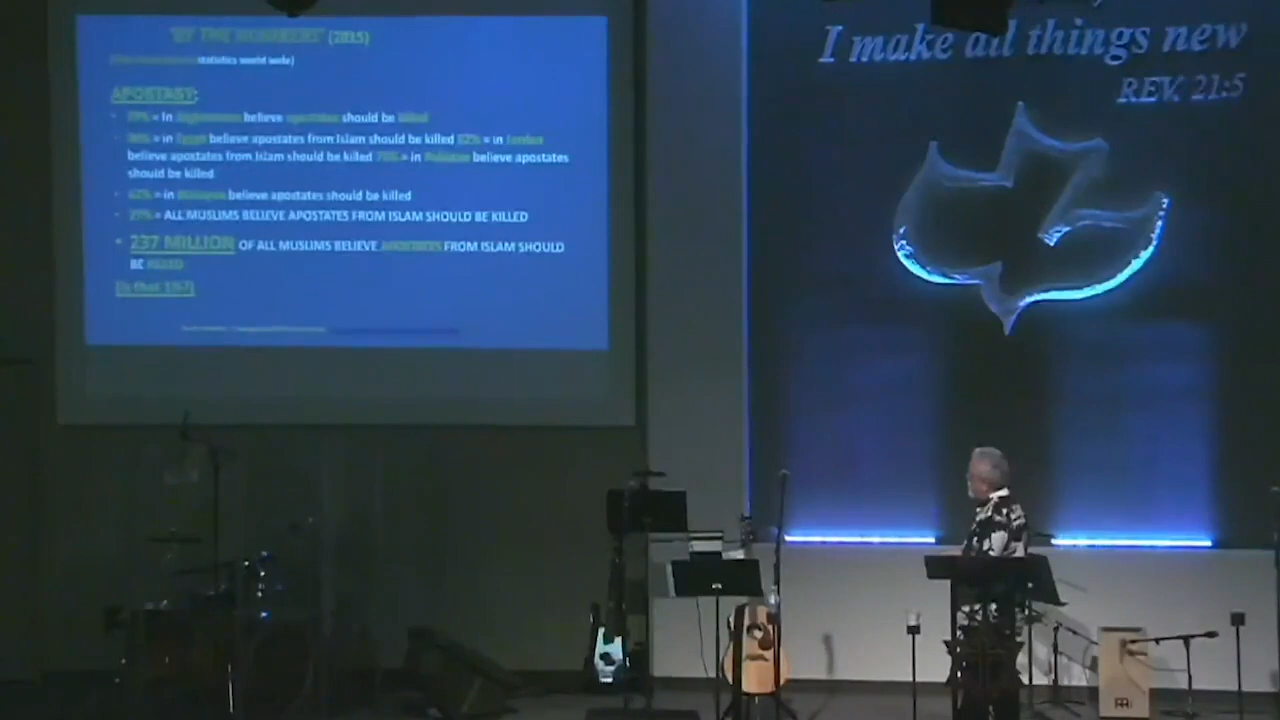 'BY THE NUMBERS' (2015)
statistics world wide)
APOSTASY:
= In Afghanistan believe apostates should be killed
= in Egypt believe apostates from Islam should be killed 82% = in Jordan
believe apostates from Islam should be killed 76% = in Pakistan believe apostates
should be killed
62% = in Malaysia believe apostates should be killed
27% = ALL MUSLIMS BELIEVE APOSTATES FROM ISLAM SHOULD BE KILLED
237 MILLION OF ALL MUSLIMS BELIEVE APOSTATES FROM ISLAM SHOULD
BE KILLED
I make all things new
REV. 21:5